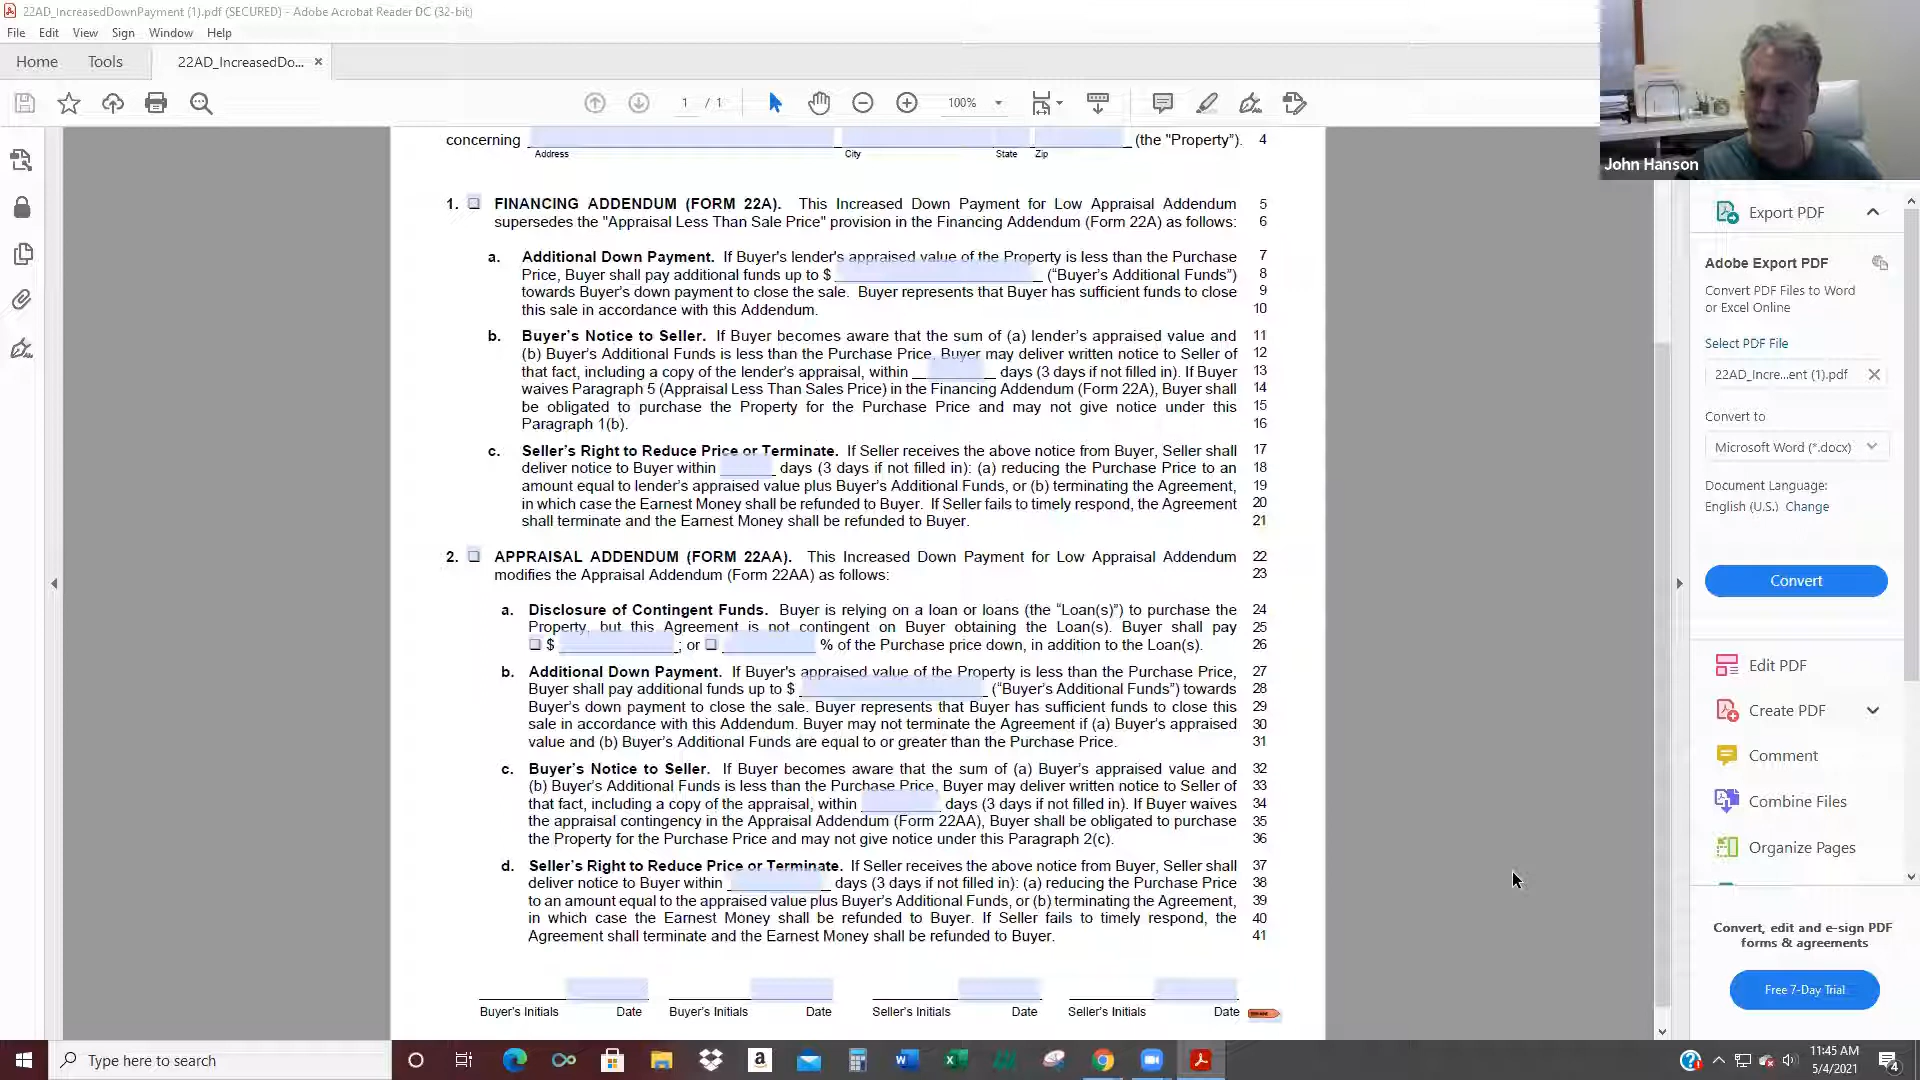 22AD_IncreasedDownPayment (1).pdf (SECURED) - Adobe Acrobat Reader DC (32-bit)
File Edit View Sign Window Help
Home Tools 22AD_IncreasedDo... ×
1 / 1 100%
John Hanson
concerning (the "Property"). 4
Address City State Zip
1. FINANCING ADDENDUM (FORM 22A). This Increased Down Payment for Low Appraisal Addendum 5
supersedes the "Appraisal Less Than Sale Price" provision in the Financing Addendum (Form 22A) as follows: 6
a. Additional Down Payment. If Buyer's lender's appraised value of the Property is less than the Purchase 7
Price, Buyer shall pay additional funds up to $ (“Buyer’s Additional Funds”) 8
towards Buyer’s down payment to close the sale. Buyer represents that Buyer has sufficient funds to close 9
this sale in accordance with this Addendum. 10
b. Buyer’s Notice to Seller. If Buyer becomes aware that the sum of (a) lender’s appraised value and 11
(b) Buyer’s Additional Funds is less than the Purchase Price, Buyer may deliver written notice to Seller of 12
that fact, including a copy of the lender’s appraisal, within days (3 days if not filled in). If Buyer 13
waives Paragraph 5 (Appraisal Less Than Sales Price) in the Financing Addendum (Form 22A), Buyer shall 14
be obligated to purchase the Property for the Purchase Price and may not give notice under this 15
Paragraph 1(b). 16
c. Seller’s Right to Reduce Price or Terminate. If Seller receives the above notice from Buyer, Seller shall 17
deliver notice to Buyer within days (3 days if not filled in): (a) reducing the Purchase Price to an 18
amount equal to lender’s appraised value plus Buyer’s Additional Funds, or (b) terminating the Agreement, 19
in which case the Earnest Money shall be refunded to Buyer. If Seller fails to timely respond, the Agreement 20
shall terminate and the Earnest Money shall be refunded to Buyer. 21
2. APPRAISAL ADDENDUM (FORM 22AA). This Increased Down Payment for Low Appraisal Addendum 22
modifies the Appraisal Addendum (Form 22AA) as follows: 23
a. Disclosure of Contingent Funds. Buyer is relying on a loan or loans (the “Loan(s)”) to purchase the 24
Property, but this Agreement is not contingent on Buyer obtaining the Loan(s). Buyer shall pay 25
$ ; or % of the Purchase price down, in addition to the Loan(s). 26
b. Additional Down Payment. If Buyer's appraised value of the Property is less than the Purchase Price, 27
Buyer shall pay additional funds up to $ (“Buyer’s Additional Funds”) towards 28
Buyer’s down payment to close the sale. Buyer represents that Buyer has sufficient funds to close this 29
sale in accordance with this Addendum. Buyer may not terminate the Agreement if (a) Buyer’s appraised 30
value and (b) Buyer’s Additional Funds are equal to or greater than the Purchase Price. 31
c. Buyer’s Notice to Seller. If Buyer becomes aware that the sum of (a) Buyer’s appraised value and 32
(b) Buyer’s Additional Funds is less than the Purchase Price, Buyer may deliver written notice to Seller of 33
that fact, including a copy of the appraisal, within days (3 days if not filled in). If Buyer waives 34
the appraisal contingency in the Appraisal Addendum (Form 22AA), Buyer shall be obligated to purchase 35
the Property for the Purchase Price and may not give notice under this Paragraph 2(c). 36
d. Seller’s Right to Reduce Price or Terminate. If Seller receives the above notice from Buyer, Seller shall 37
deliver notice to Buyer within days (3 days if not filled in): (a) reducing the Purchase Price 38
to an amount equal to the appraised value plus Buyer’s Additional Funds, or (b) terminating the Agreement, 39
in which case the Earnest Money shall be refunded to Buyer. If Seller fails to timely respond, the 40
Agreement shall terminate and the Earnest Money shall be refunded to Buyer. 41
Buyer’s Initials Date Buyer’s Initials Date Seller’s Initials Date Seller’s Initials Date
Export PDF
Adobe Export PDF
Convert PDF Files to Word
or Excel Online
Select PDF File
22AD_Incre...ent (1).pdf
Convert to
Microsoft Word (*.docx)
Document Language:
English (U.S.) Change
Convert
Edit PDF
Create PDF
Comment
Combine Files
Organize Pages
Convert, edit and e-sign PDF
forms & agreements
Free 7-Day Trial
Type here to search
11:45 AM
5/4/2021
4